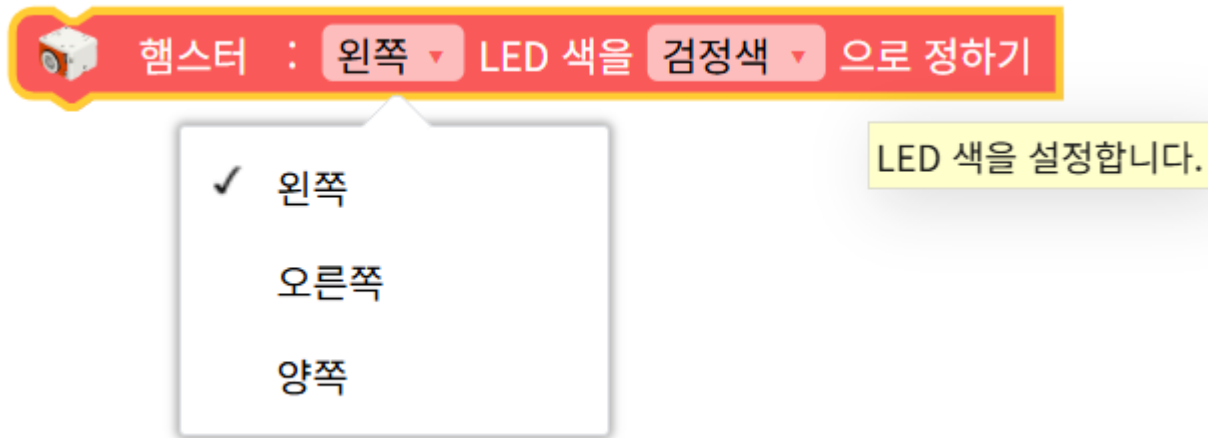 햄스터 : 왼쪽 ▼ LED 색을 검정색 ▼ 으로 정하기
LED 색을 설정합니다.
✓ 왼쪽
오른쪽
양쪽